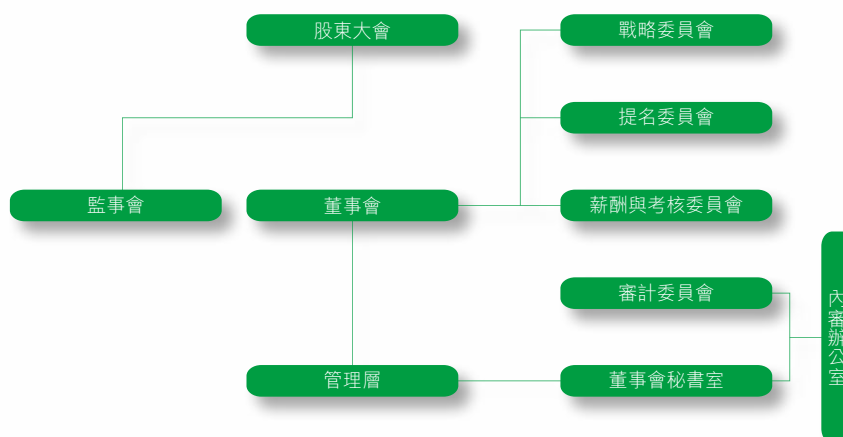 股東大會
戰略委員會
提名委員會
監事會
董事會
薪酬與考核委員會
審計委員會
內審辦公室
管理層
董事會秘書室